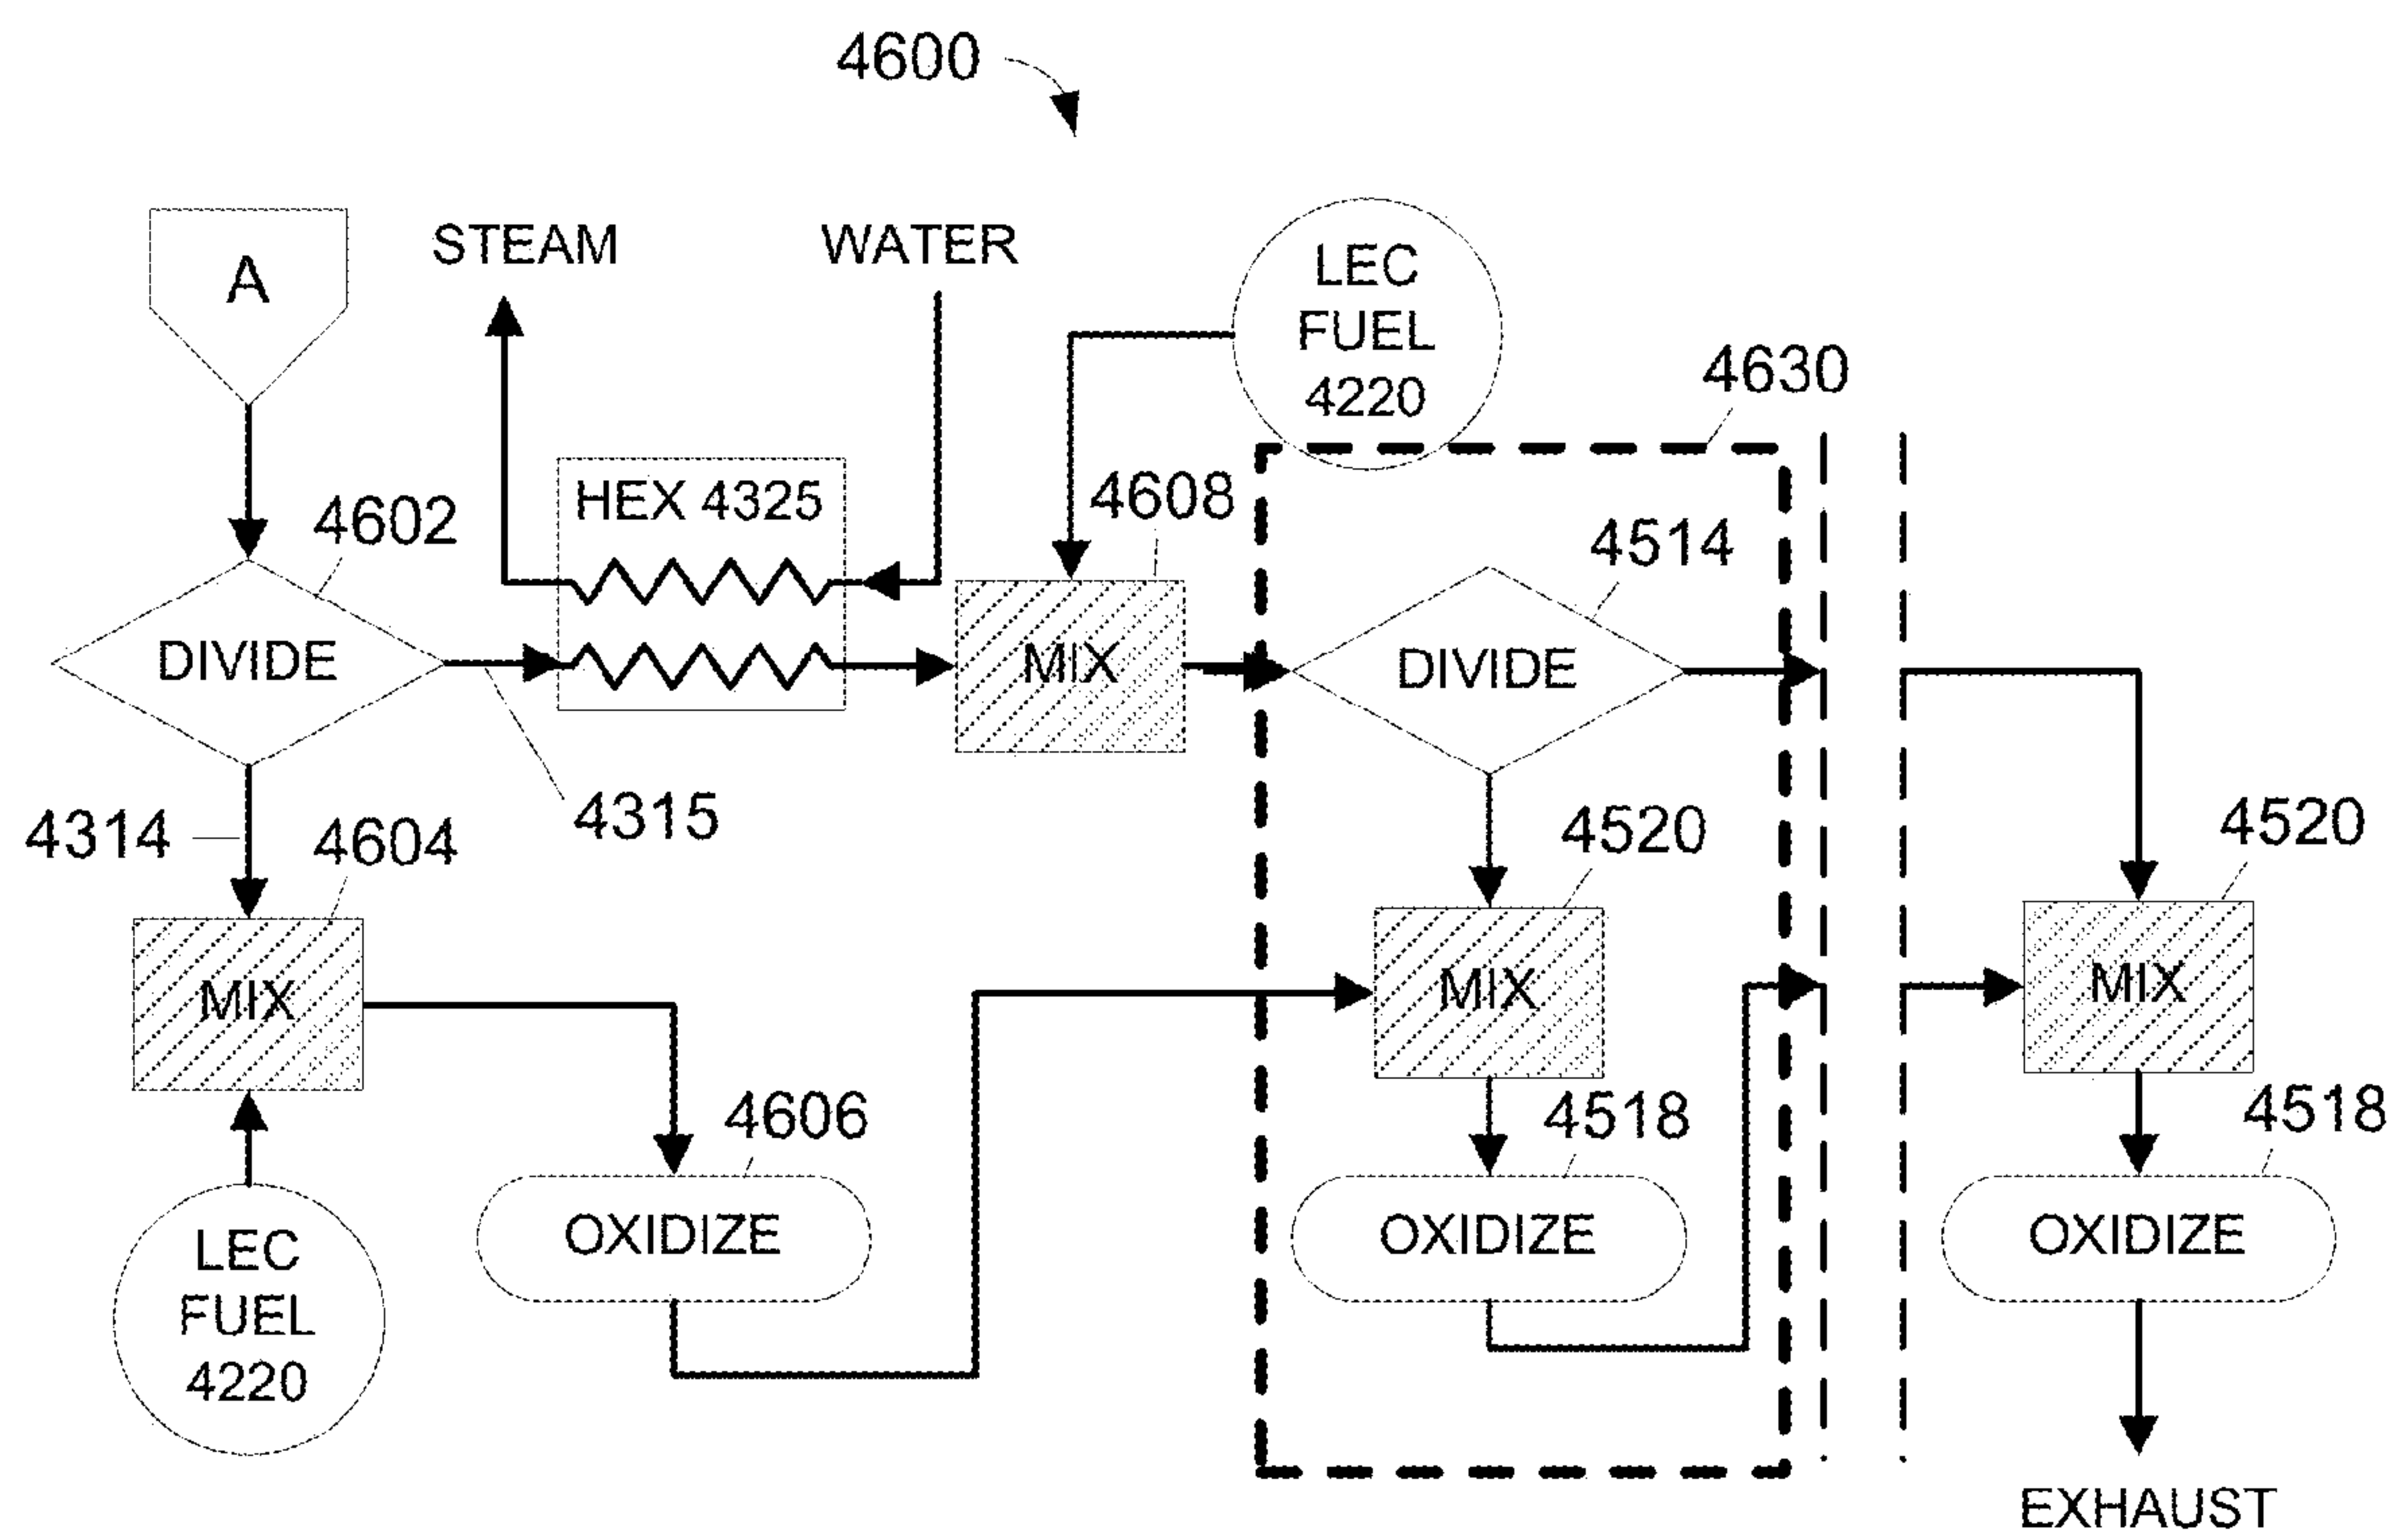 4600
A
STEAM
WATER
LEC
FUEL
4220
4630
HEX 4325
4608
4602
4514
DIVIDE
MIX
DIVIDE
4315
4314
4604
4520
4520
MIX
MIX
MIX
4606
4518
4518
LEC
FUEL
4220
OXIDIZE
OXIDIZE
OXIDIZE
EXHAUST